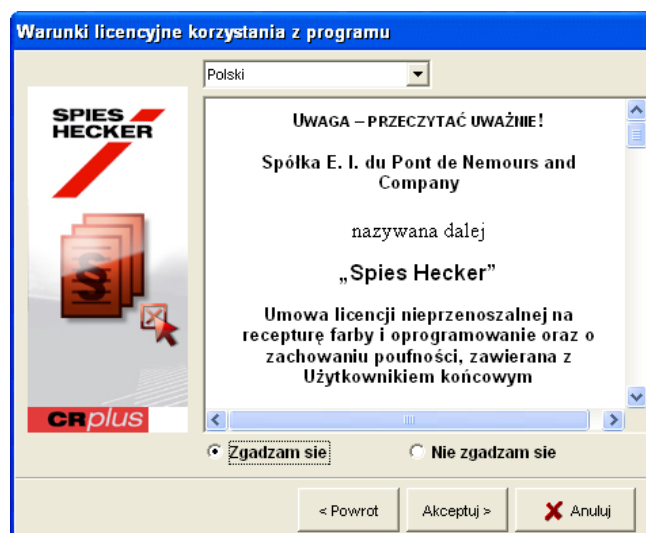 Warunki licencyjne korzystania z programu
Polski
SPIES
HECKER
UWAGA – PRZECZYTAĆ UWAŻNIE!
Spółka E. I. du Pont de Nemours and
Company
nazywana dalej
„Spies Hecker”
Umowa licencji nieprzenoszalnej na
recepturę farby i oprogramowanie oraz o
zachowaniu poufności, zawierana z
Użytkownikiem końcowym
§
CRplus
Zgadzam sie
Nie zgadzam sie
< Powrot
Akceptuj >
Anuluj